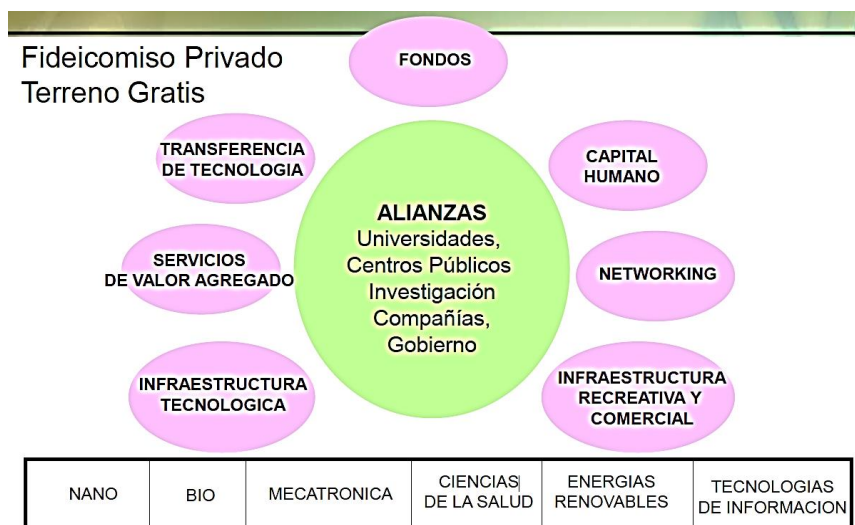 Fideicomiso Privado
Terreno Gratis
FONDOS
TRANSFERENCIA
DE TECNOLOGIA
CAPITAL
HUMANO
ALIANZAS
Universidades,
Centros Públicos
Investigación
Compañías,
Gobierno
SERVICIOS
DE VALOR AGREGADO
NETWORKING
INFRAESTRUCTURA
TECNOLOGICA
INFRAESTRUCTURA
RECREATIVA Y
COMERCIAL
NANO
BIO
MECATRONICA
CIENCIAS
DE LA SALUD
ENERGIAS
RENOVABLES
TECNOLOGIAS
DE INFORMACION